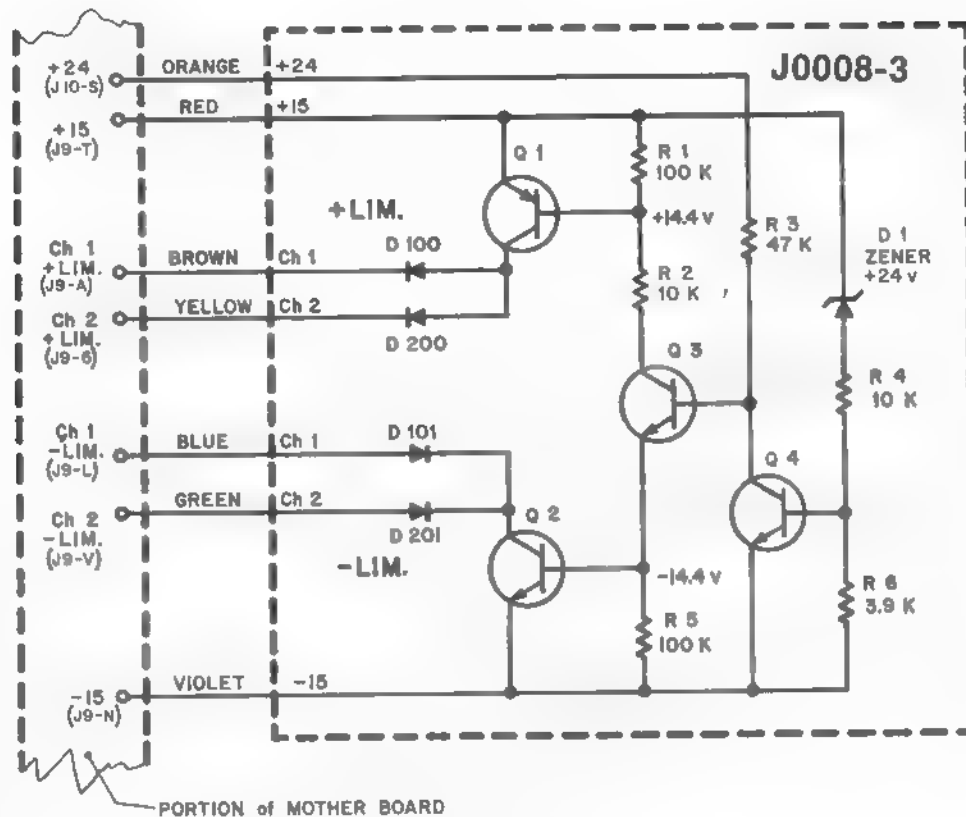 J0008-3
+24
(J10-S)
ORANGE
+24
RED
+15
+15
(J9-T)
Q 1
R 1
100 K
+14.4 v
R 3
47 K
D 1
ZENER
+24 v
+LIM.
D 100
Ch 1
+LIM.
(J9-A)
BROWN
Ch 1
R 2
10 K
YELLOW
Ch 2
Ch 2
+LIM.
(J9-6)
D 200
Q 3
R 4
10 K
Ch 1
-LIM.
(J9-L)
BLUE
Ch 1
D 101
Q 4
GREEN
Ch 2
Ch 2
-LIM.
(J9-V)
D 201
Q 2
-LIM.
-14.4 v
R 6
3.9 K
R 5
100 K
VIOLET
-15
-15
(J9-N)
PORTION of MOTHER BOARD